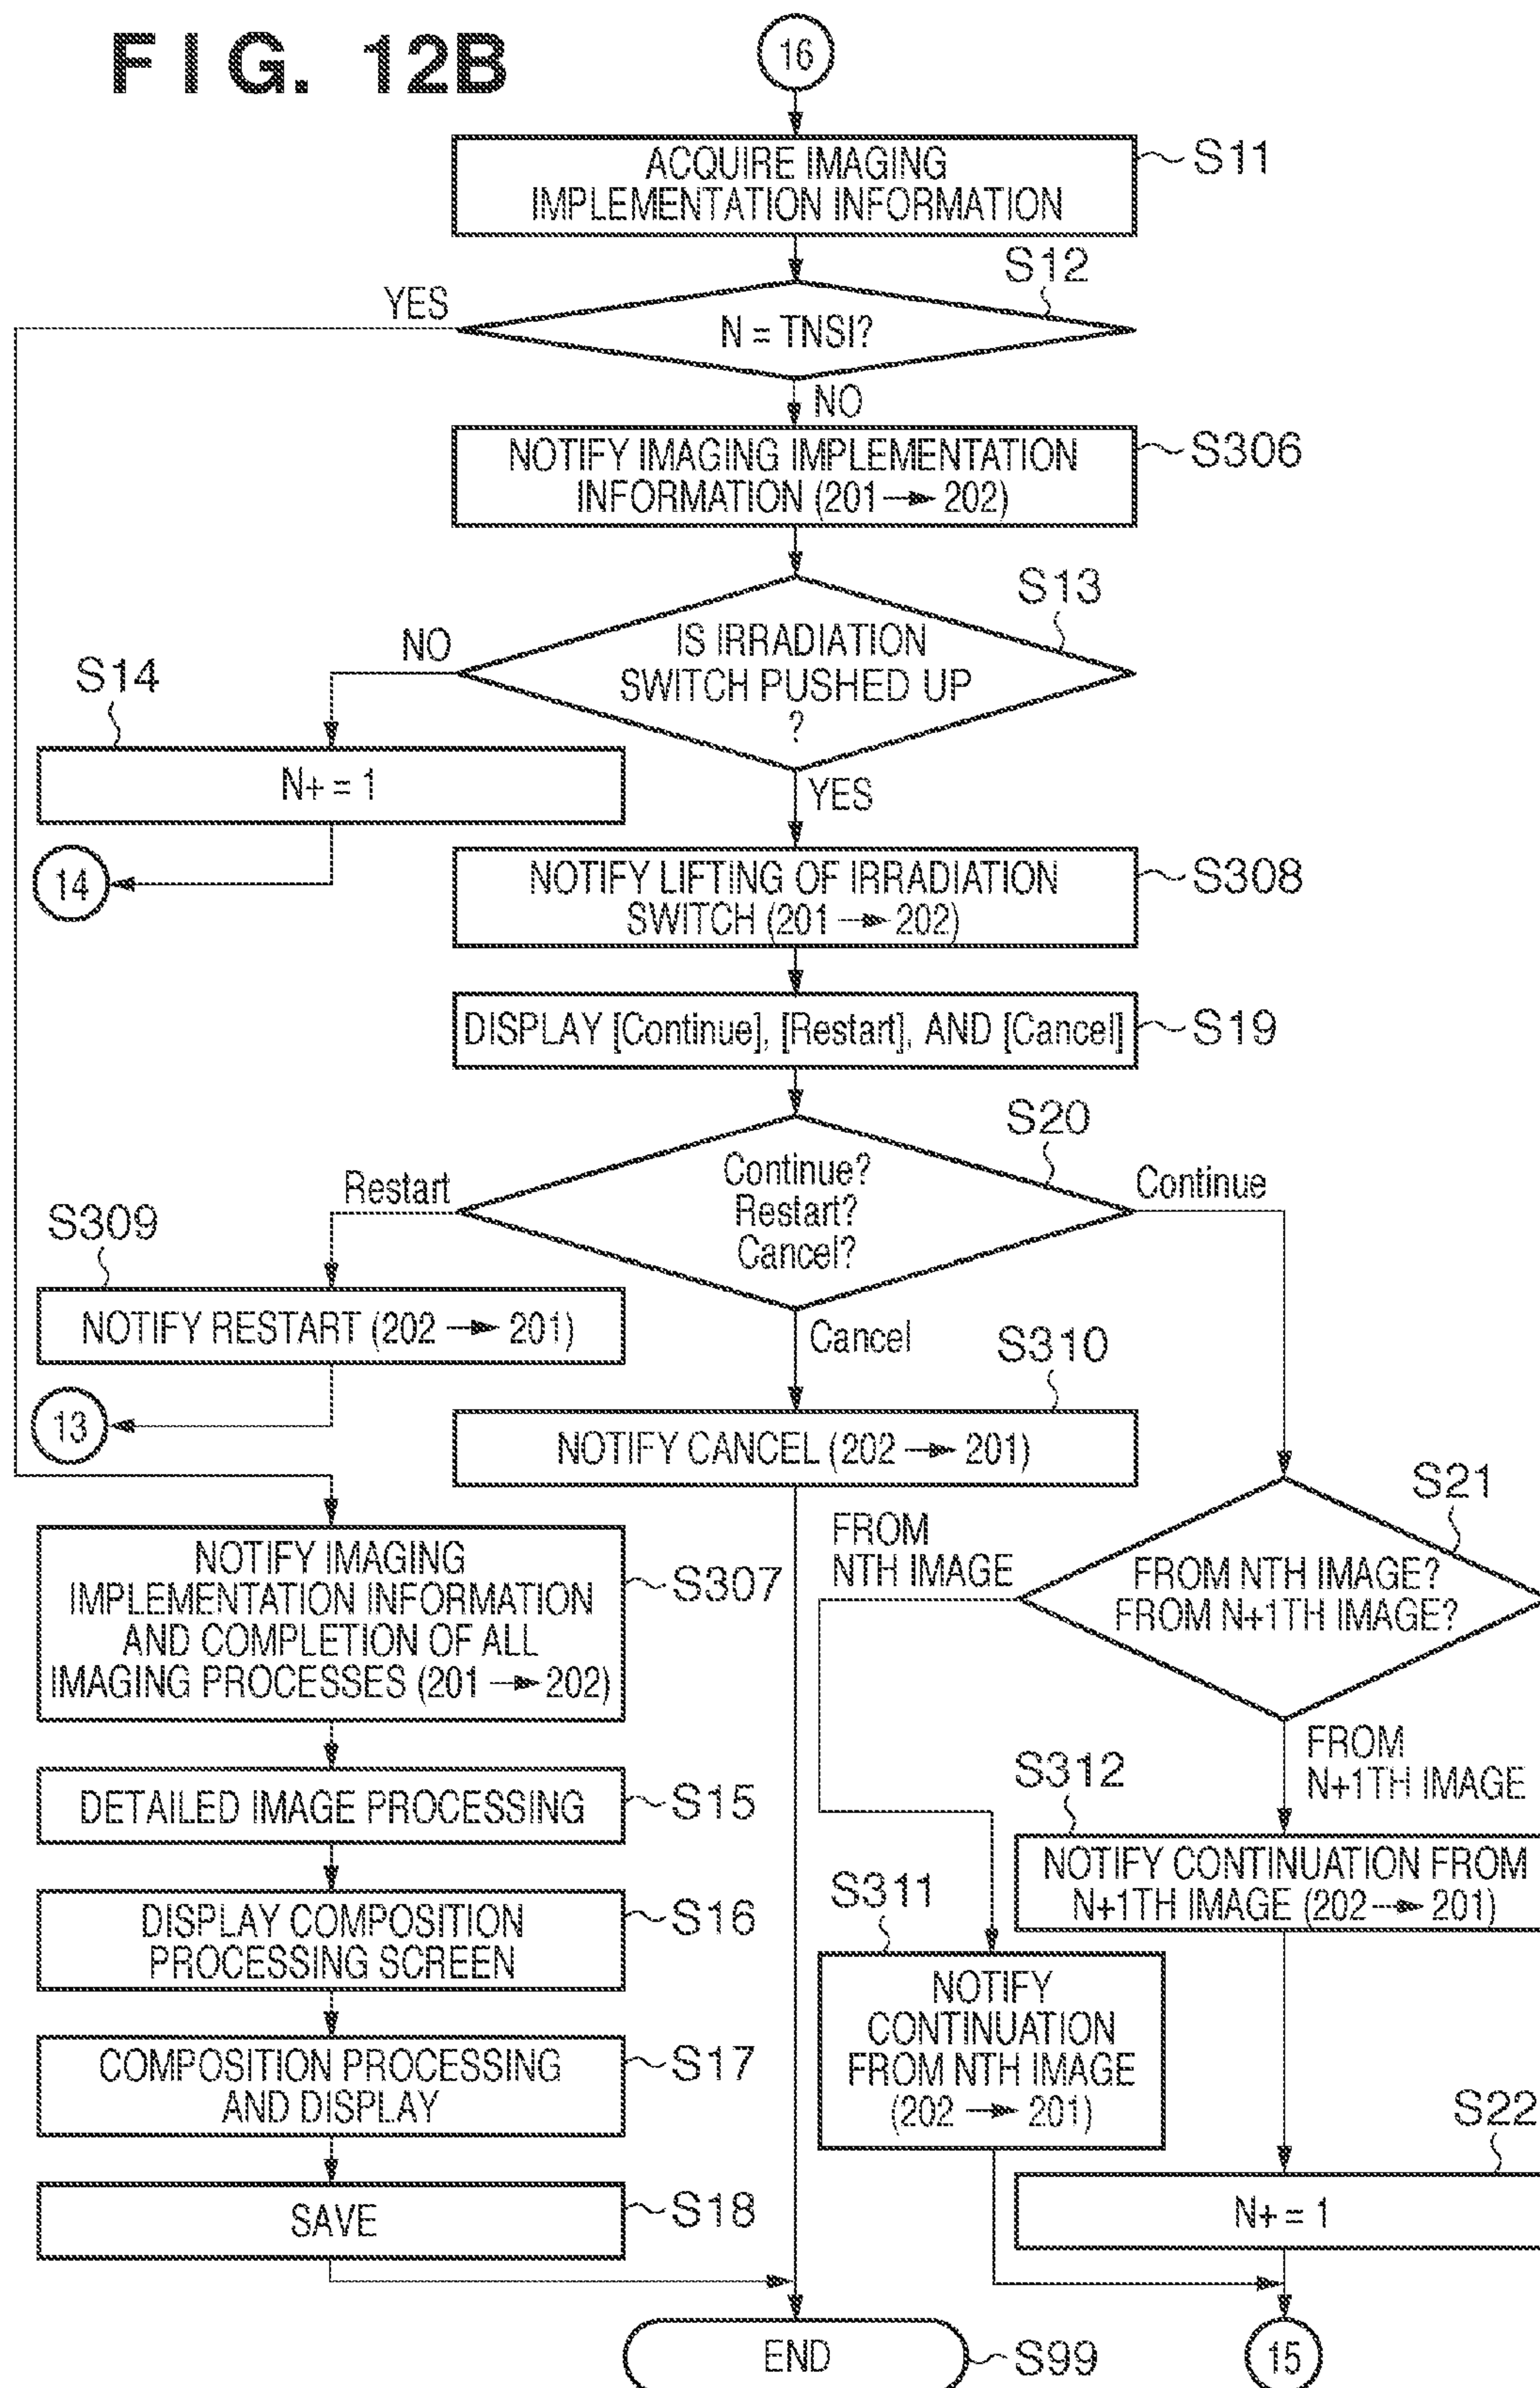 FIG. 12B
16
ACQUIRE IMAGING
IMPLEMENTATION INFORMATION
S11
S12
YES
N = TNSI?
NO
NOTIFY IMAGING IMPLEMENTATION
INFORMATION (201 → 202)
S306
S13
NO
IS IRRADIATION
SWITCH PUSHED UP
?
S14
N+ = 1
YES
14
NOTIFY LIFTING OF IRRADIATION
SWITCH (201 → 202)
S308
DISPLAY [Continue], [Restart], AND [Cancel]
S19
S20
Restart
Continue?
Restart?
Cancel?
Continue
S309
NOTIFY RESTART (202 → 201)
Cancel
S310
13
NOTIFY CANCEL (202 → 201)
S21
FROM
NTH IMAGE
FROM NTH IMAGE?
FROM N+1TH IMAGE?
NOTIFY IMAGING
IMPLEMENTATION INFORMATION
AND COMPLETION OF ALL
IMAGING PROCESSES (201 → 202)
S307
FROM
N+1TH IMAGE
S312
DETAILED IMAGE PROCESSING
S15
NOTIFY CONTINUATION FROM
N+1TH IMAGE (202 → 201)
S311
DISPLAY COMPOSITION
PROCESSING SCREEN
S16
NOTIFY
CONTINUATION
FROM NTH IMAGE
(202 → 201)
COMPOSITION PROCESSING
AND DISPLAY
S17
S22
SAVE
S18
N+ = 1
END
S99
15